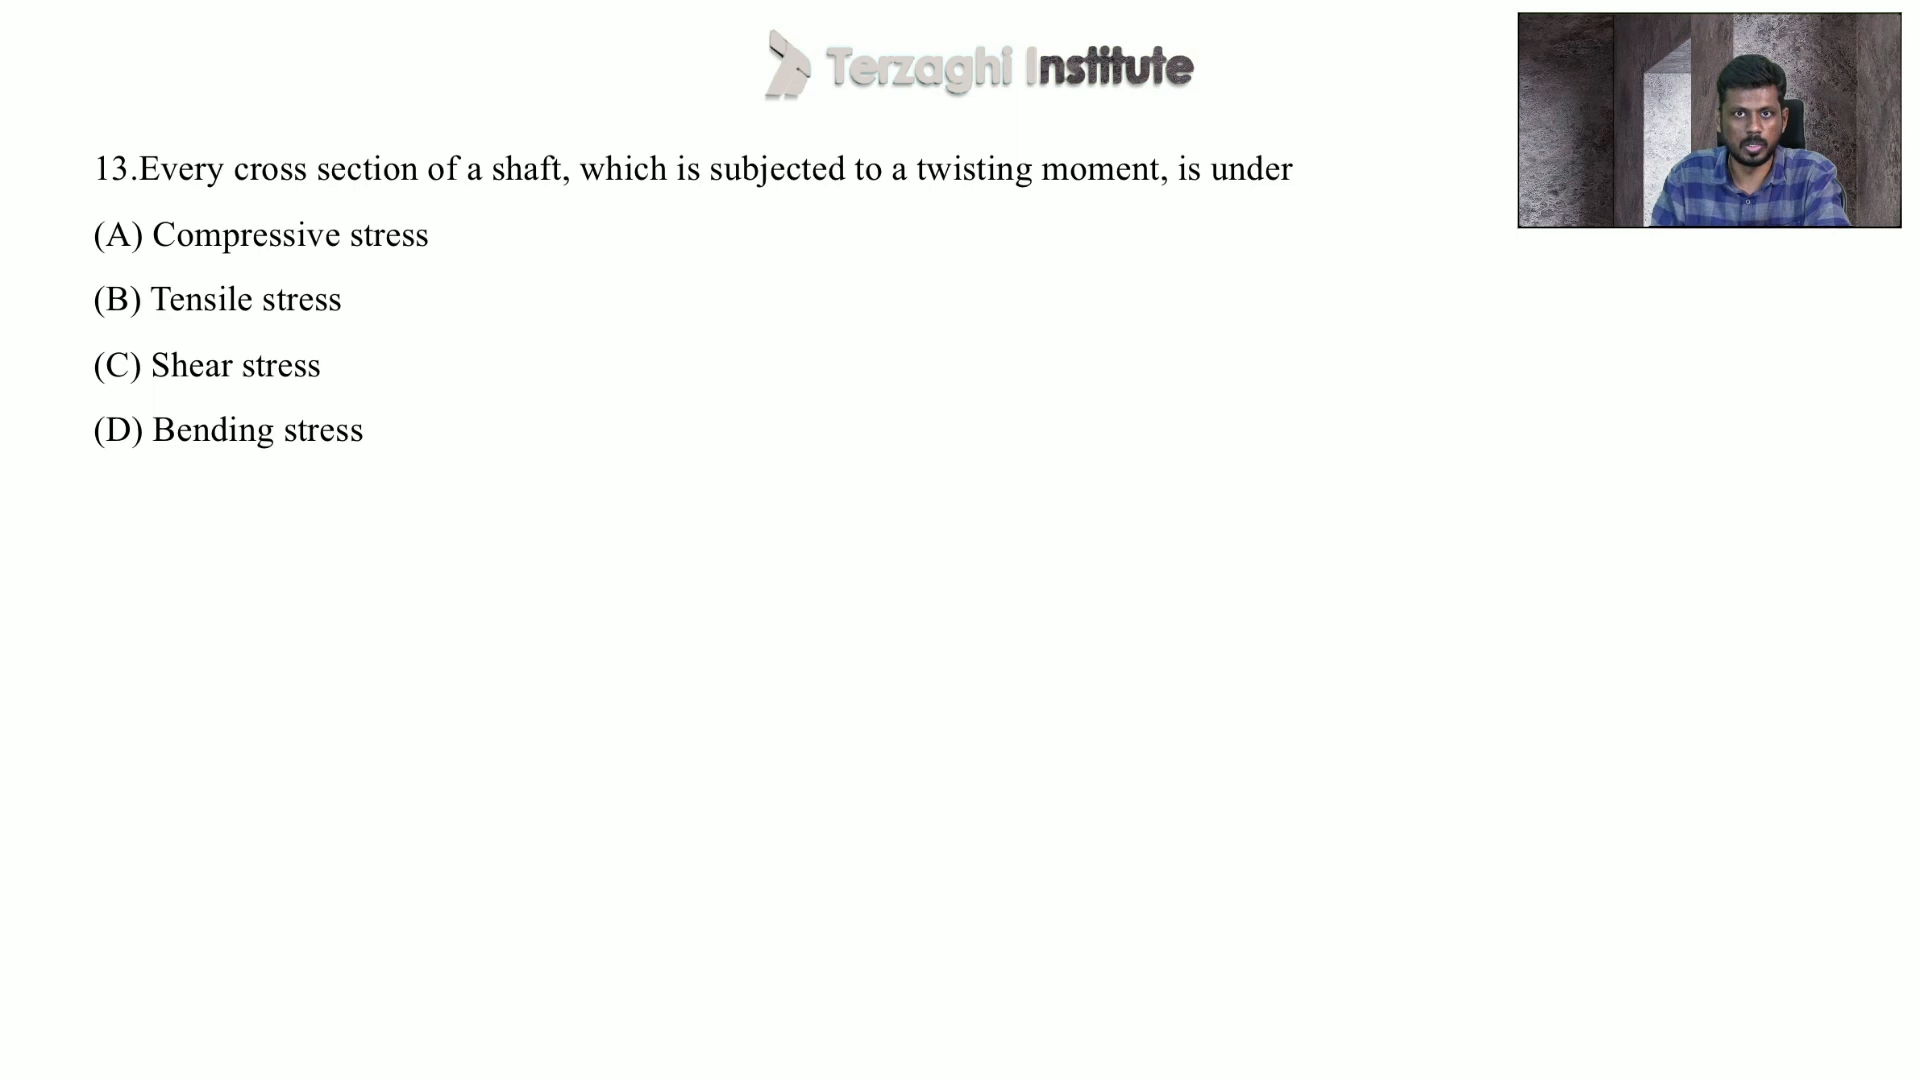 Terzaghi Institute
13.Every cross section of a shaft, which is subjected to a twisting moment, is under
(A) Compressive stress
(B) Tensile stress
(C) Shear stress
(D) Bending stress